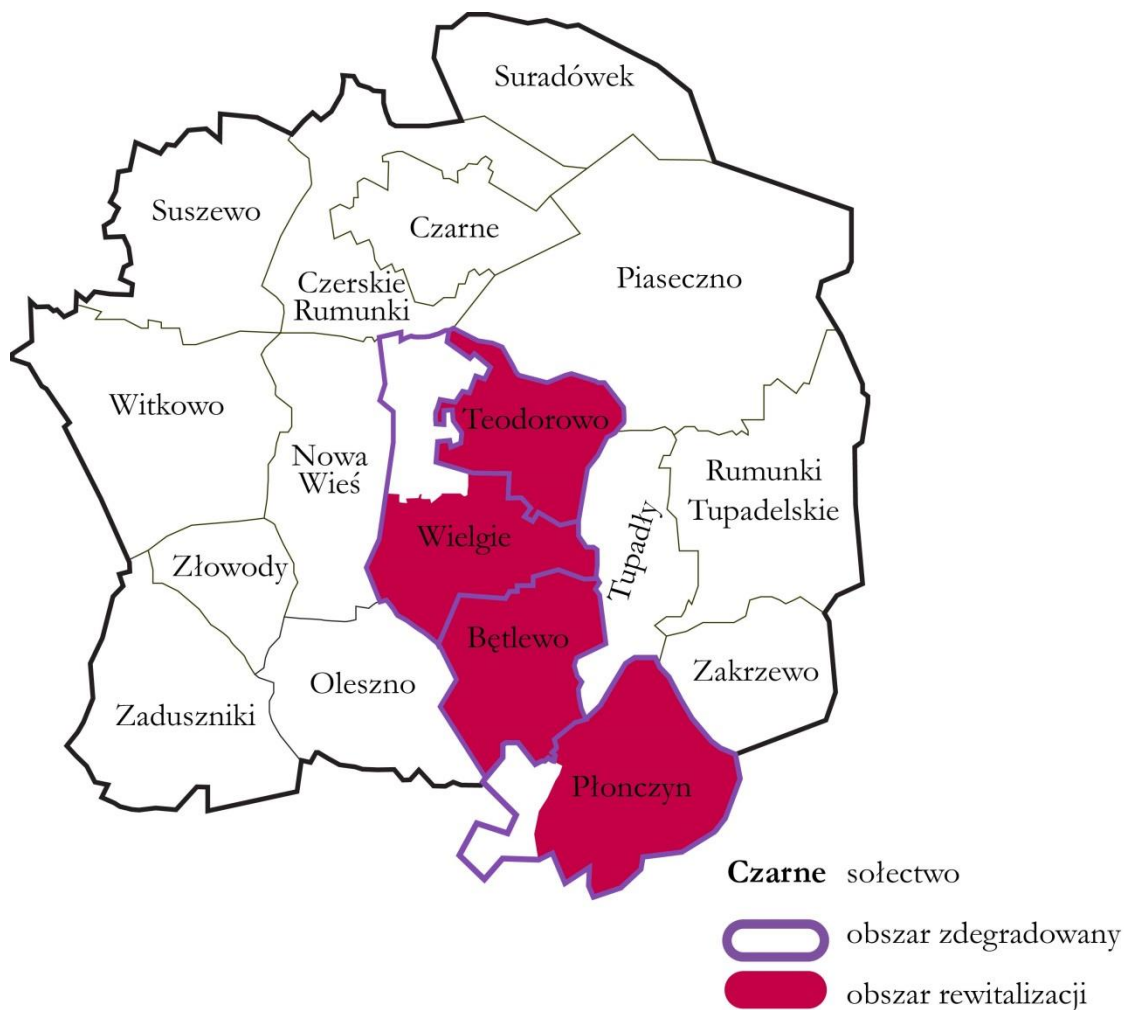 Suradówek
Suszewo
Czarne
Czerskie
Rumunki
Piaseczno
Witkowo
Nowa
Wieś
Teodorowo
Rumunki
Tupadelskie
Wielgie
Tupadły
Złowody
Bętlewo
Oleszno
Zakrzewo
Zaduszniki
Płonczyn
Czarne sołectwo
obszar zdegradowany
obszar rewitalizacji